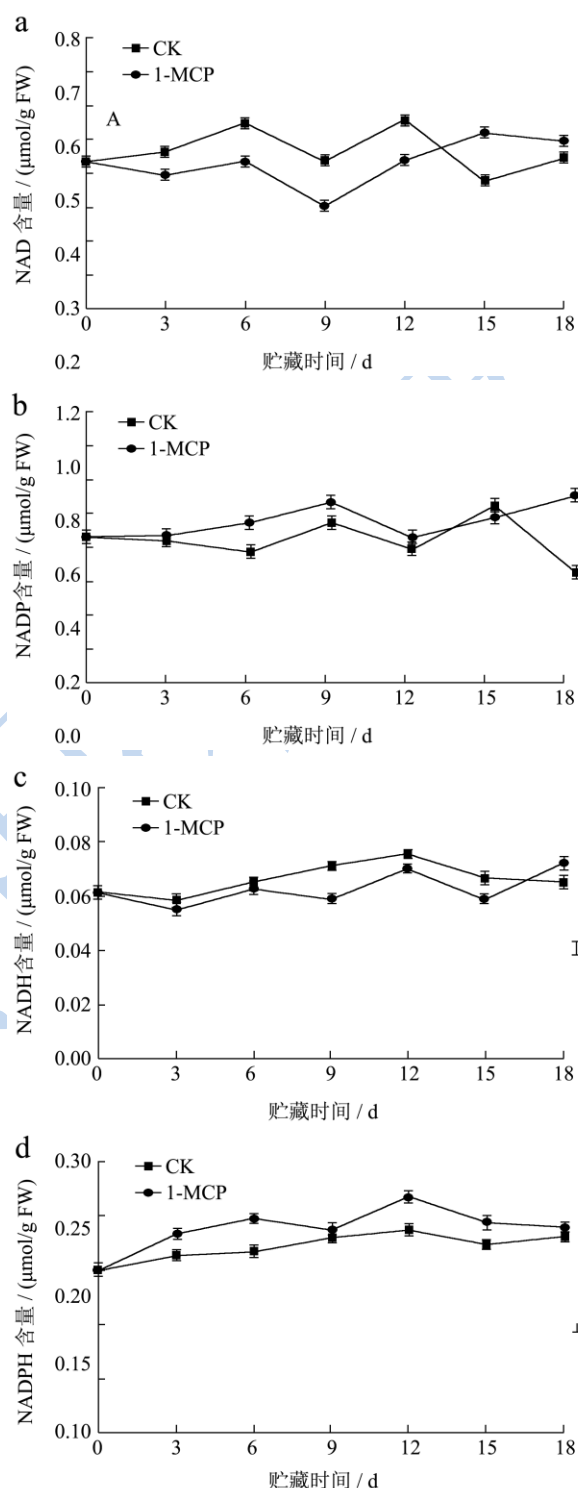 a
0.8
CK
1-MCP
0.7
A
0.6
0.5
0.4
0.3
NAD 含量 / (μmol/g FW)
0 3 6 9 12 15 18
贮藏时间 / d
0.2
b
1.2
CK
1-MCP
1.0
0.8
0.6
0.4
0.2
NADP含量 / (μmol/g FW)
0 3 6 9 12 15 18
0.0
贮藏时间 / d
c
0.10
CK
1-MCP
0.08
0.06
0.04
0.02
0.00
NADH含量 / (μmol/g FW)
0 3 6 9 12 15 18
贮藏时间 / d
d
0.30
CK
1-MCP
0.25
0.20
0.15
0.10
NADPH 含量 / (μmol/g FW)
0 3 6 9 12 15 18
贮藏时间 / d